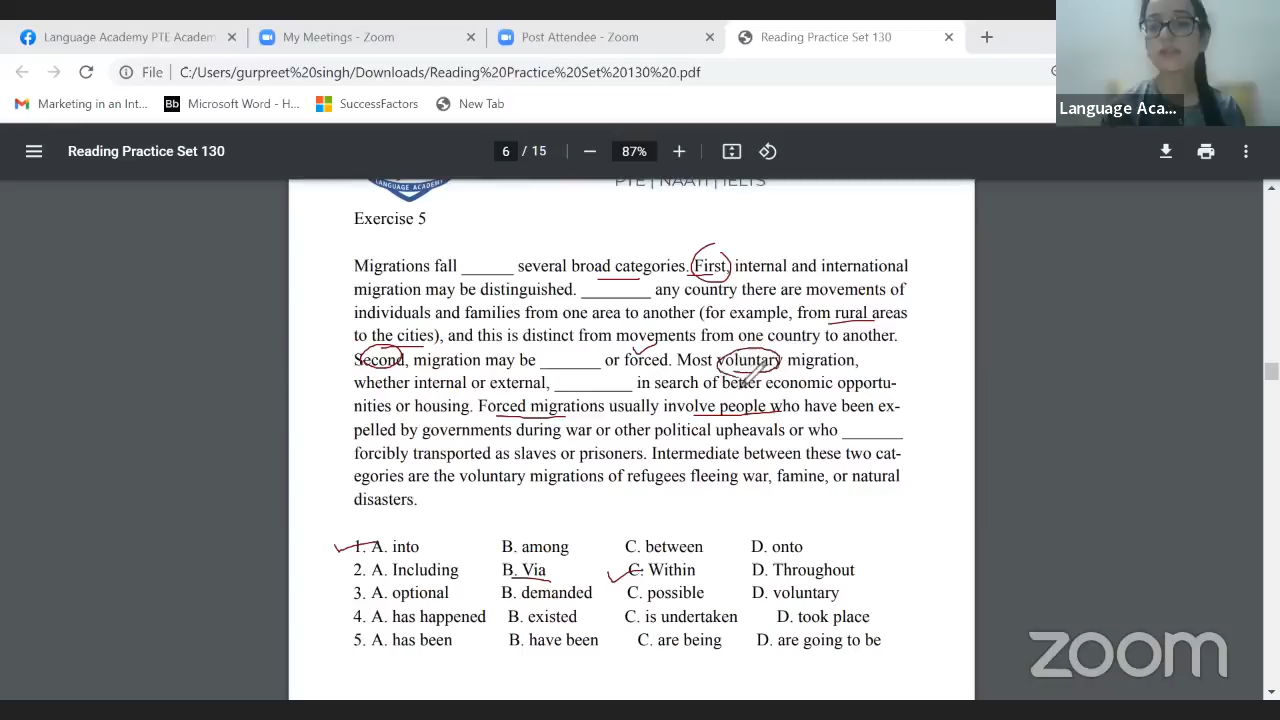 Language Academy PTE Academ
My Meetings - Zoom
Post Attendee - Zoom
Reading Practice Set 130
File
C:/Users/gurpreet%20singh/Downloads/Reading%20Practice%20Set%20130%20.pdf
Marketing in an Int...
Bb
Microsoft Word - H...
SuccessFactors
New Tab
Language Aca...
Reading Practice Set 130
6 / 15
87%
LANGUAGE ACADEMY
PTE | NAATI | IELTS
Exercise 5
Migrations fall ______ several broad categories. First, internal and international
migration may be distinguished. ________ any country there are movements of
individuals and families from one area to another (for example, from rural areas
to the cities), and this is distinct from movements from one country to another.
Second, migration may be _______ or forced. Most voluntary migration,
whether internal or external, _________ in search of better economic opportu-
nities or housing. Forced migrations usually involve people who have been ex-
pelled by governments during war or other political upheavals or who _______
forcibly transported as slaves or prisoners. Intermediate between these two cat-
egories are the voluntary migrations of refugees fleeing war, famine, or natural
disasters.
1. A. into B. among C. between D. onto
2. A. Including B. Via C. Within D. Throughout
3. A. optional B. demanded C. possible D. voluntary
4. A. has happened B. existed C. is undertaken D. took place
5. A. has been B. have been C. are being D. are going to be
zoom